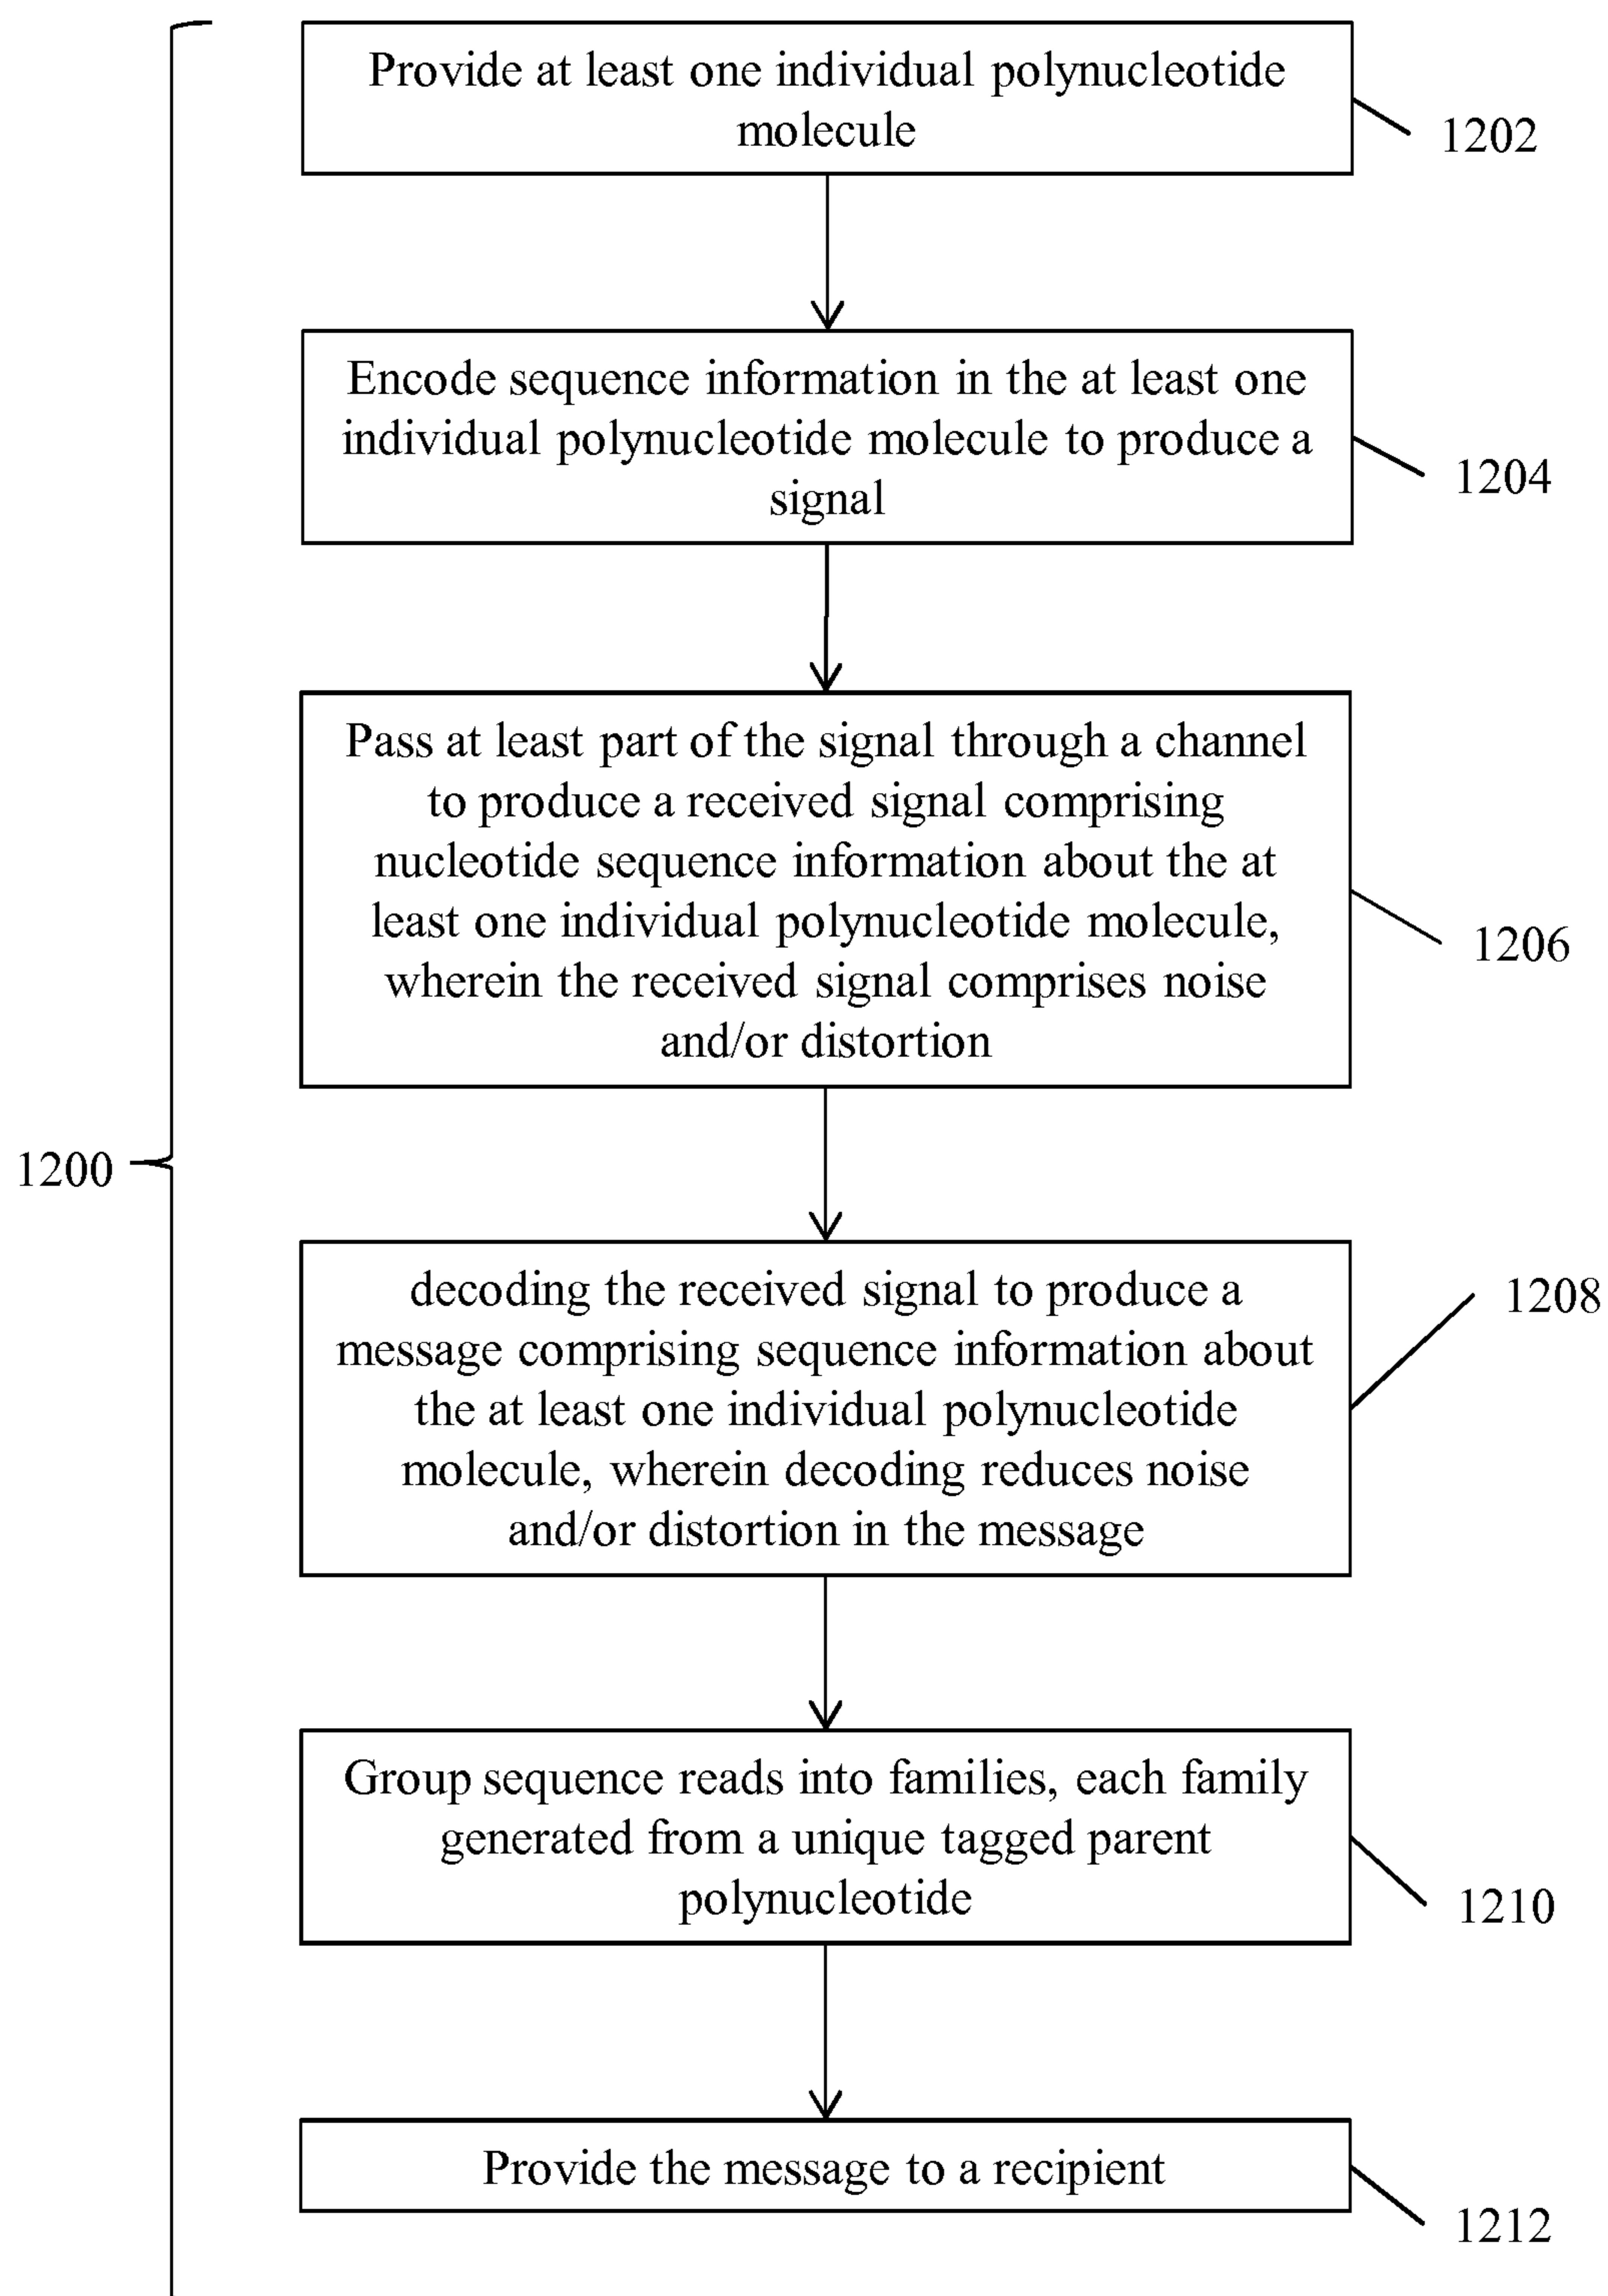 Provide at least one individual polynucleotide
molecule
1202
Encode sequence information in the at least one
individual polynucleotide molecule to produce a
signal
1204
Pass at least part of the signal through a channel
to produce a received signal comprising
nucleotide sequence information about the at
least one individual polynucleotide molecule,
wherein the received signal comprises noise
and/or distortion
1206
1200
decoding the received signal to produce a
message comprising sequence information about
the at least one individual polynucleotide
molecule, wherein decoding reduces noise
and/or distortion in the message
1208
Group sequence reads into families, each family
generated from a unique tagged parent
polynucleotide
1210
Provide the message to a recipient
1212